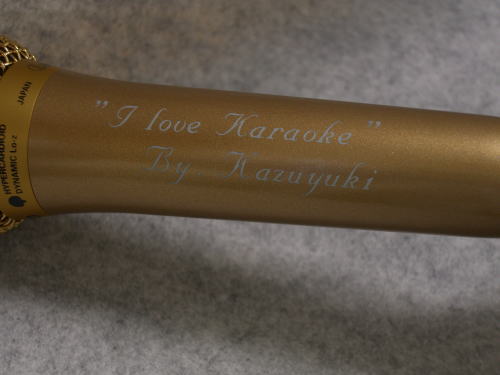 "I love Karaoke"
By Kazuyuki
JAPAN
HYPERCARDIOID
DYNAMIC Lo-Z